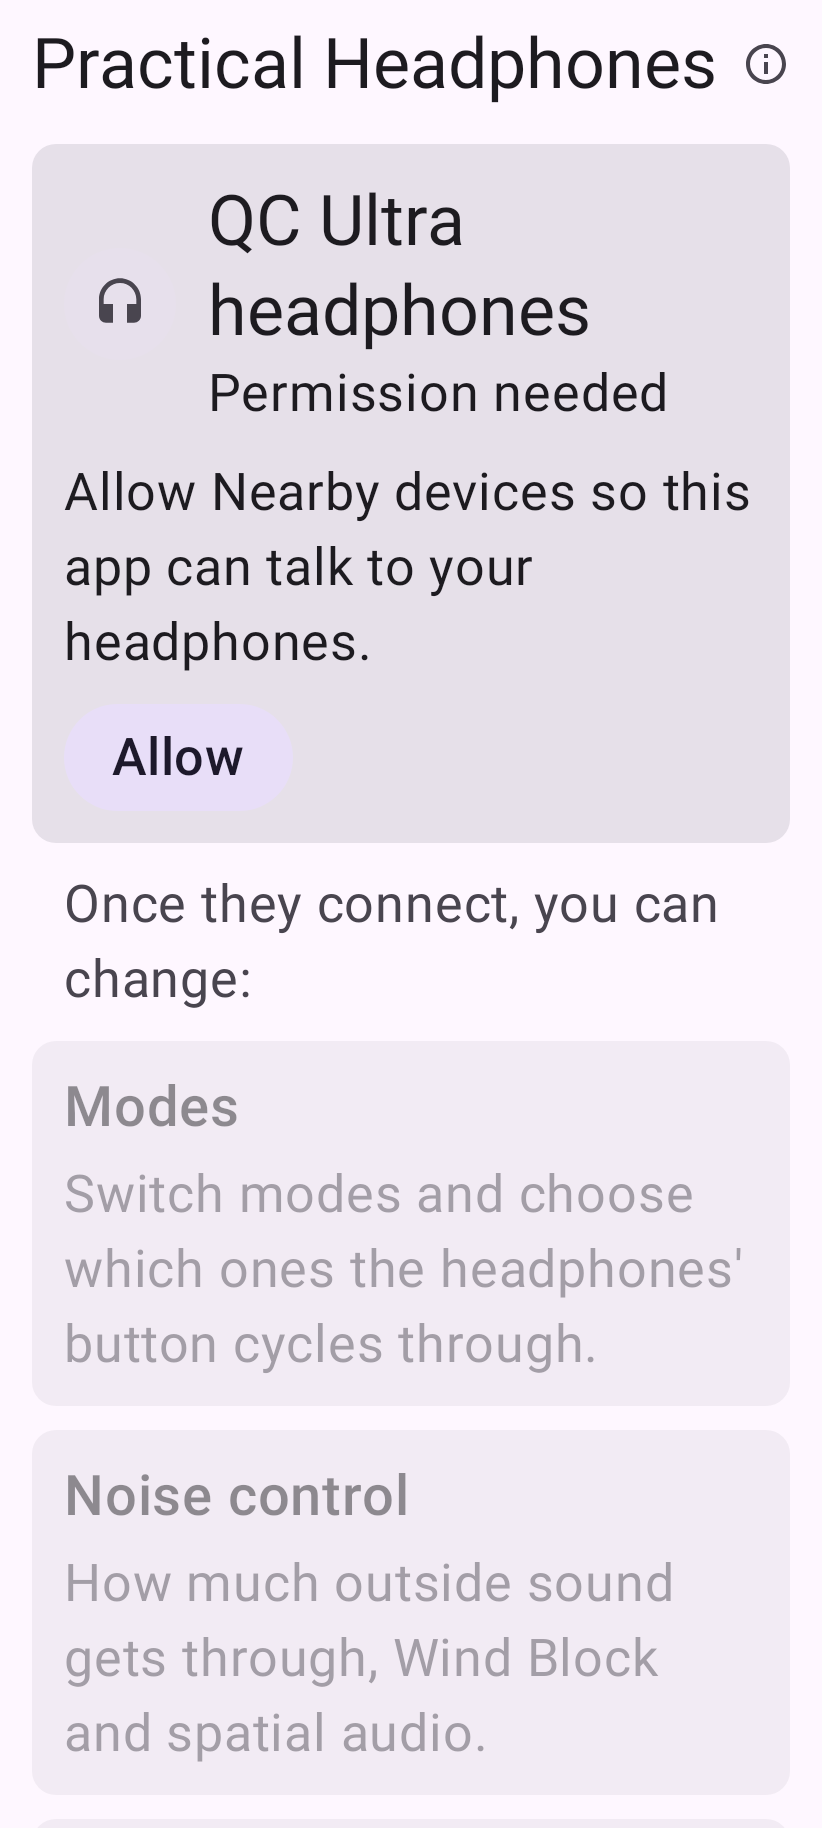 Practical Headphones
QC Ultra
headphones
Permission needed
Allow Nearby devices so this
app can talk to your
headphones.
Allow
Once they connect, you can
change:
Modes
Switch modes and choose
which ones the headphones'
button cycles through.
Noise control
How much outside sound
gets through, Wind Block
and spatial audio.